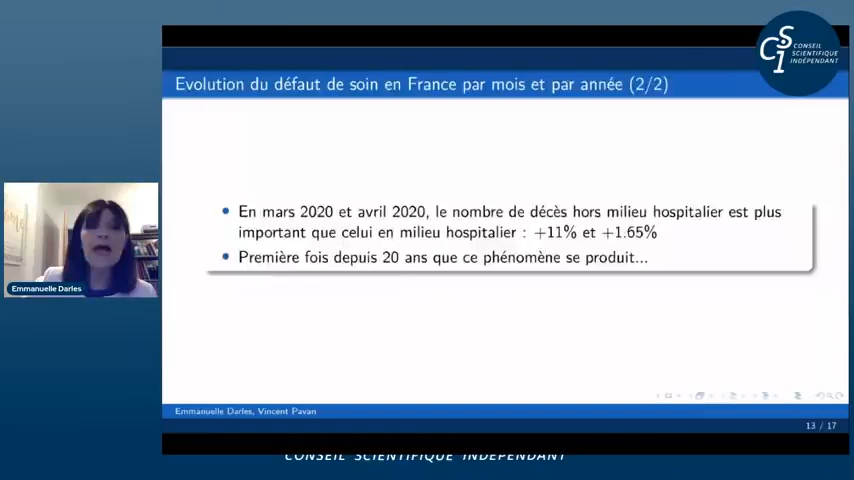 CONSEIL
SCIENTIFIQUE
INDÉPENDANT
Evolution du défaut de soin en France par mois et par année (2/2)
En mars 2020 et avril 2020, le nombre de décès hors milieu hospitalier est plus
important que celui en milieu hospitalier : +11% et +1.65%
Première fois depuis 20 ans que ce phénomène se produit...
Emmanuelle Darles
Emmanuelle Darles, Vincent Pavan
13 / 17
CONSEIL SCIENTIFIQUE INDÉPENDANT